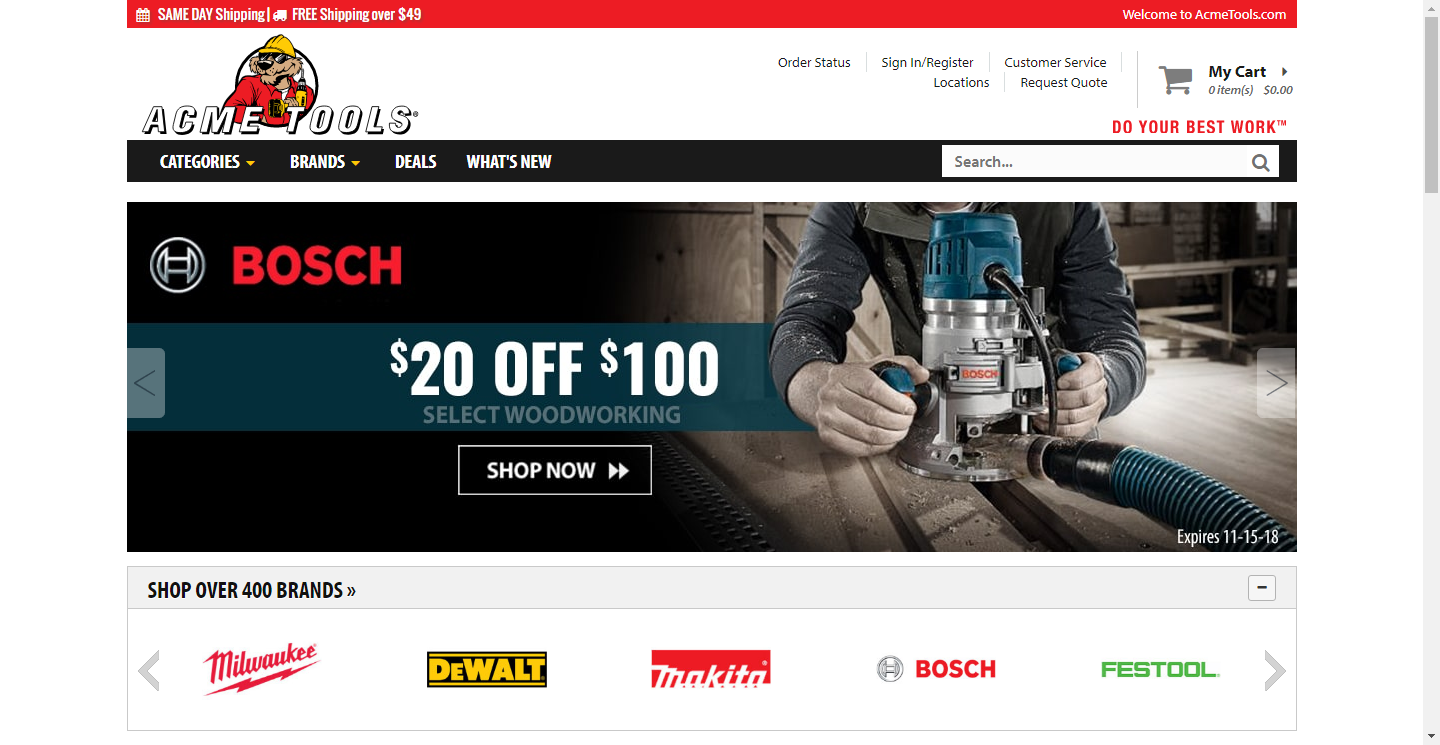 SAME DAY Shipping | FREE Shipping over $49
Welcome to AcmeTools.com
ACME TOOLS®
Order Status
Sign In/Register
Customer Service
Locations
Request Quote
My Cart
0 item(s) $0.00
DO YOUR BEST WORK™
CATEGORIES
BRANDS
DEALS
WHAT'S NEW
Search...
BOSCH
$20 OFF $100
SELECT WOODWORKING
SHOP NOW
BOSCH
Expires 11-15-18
SHOP OVER 400 BRANDS »
Milwaukee
DEWALT
makita®
BOSCH
FESTOOL